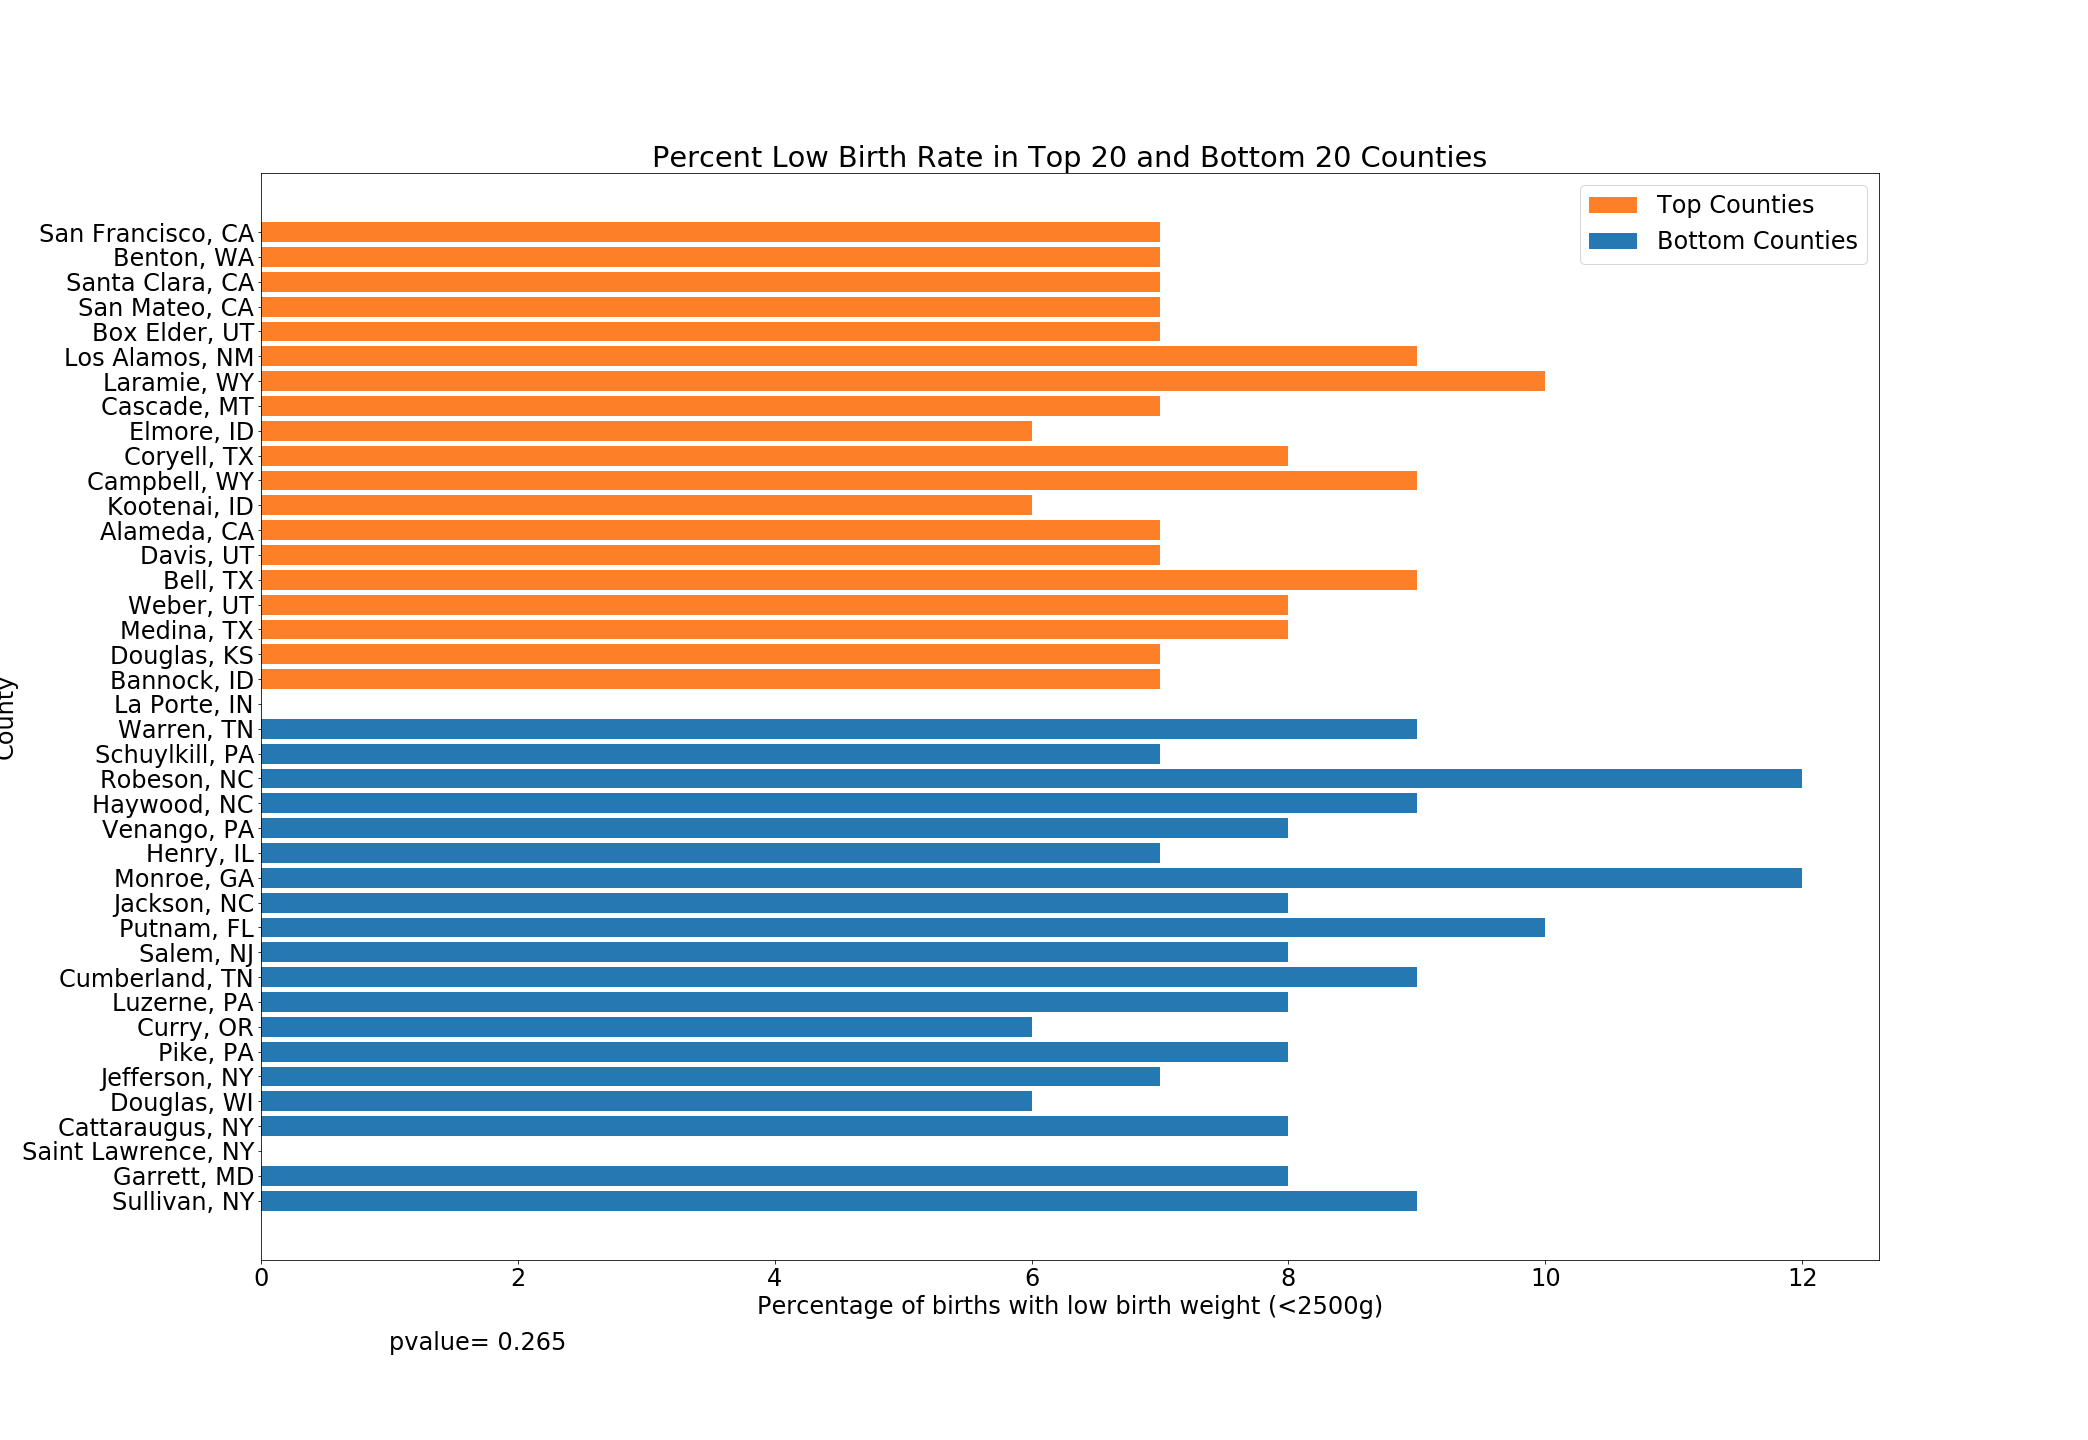 Percent Low Birth Rate in Top 20 and Bottom 20 Counties
Top Counties
Bottom Counties
San Francisco, CA
Benton, WA
Santa Clara, CA
San Mateo, CA
Box Elder, UT
Los Alamos, NM
Laramie, WY
Cascade, MT
Elmore, ID
Coryell, TX
Campbell, WY
Kootenai, ID
Alameda, CA
Davis, UT
Bell, TX
Weber, UT
Medina, TX
Douglas, KS
Bannock, ID
La Porte, IN
Warren, TN
Schuylkill, PA
Robeson, NC
Haywood, NC
Venango, PA
Henry, IL
Monroe, GA
Jackson, NC
Putnam, FL
Salem, NJ
Cumberland, TN
Luzerne, PA
Curry, OR
Pike, PA
Jefferson, NY
Douglas, WI
Cattaraugus, NY
Saint Lawrence, NY
Garrett, MD
Sullivan, NY
County
0 2 4 6 8 10 12
Percentage of births with low birth weight (<2500g)
pvalue= 0.265